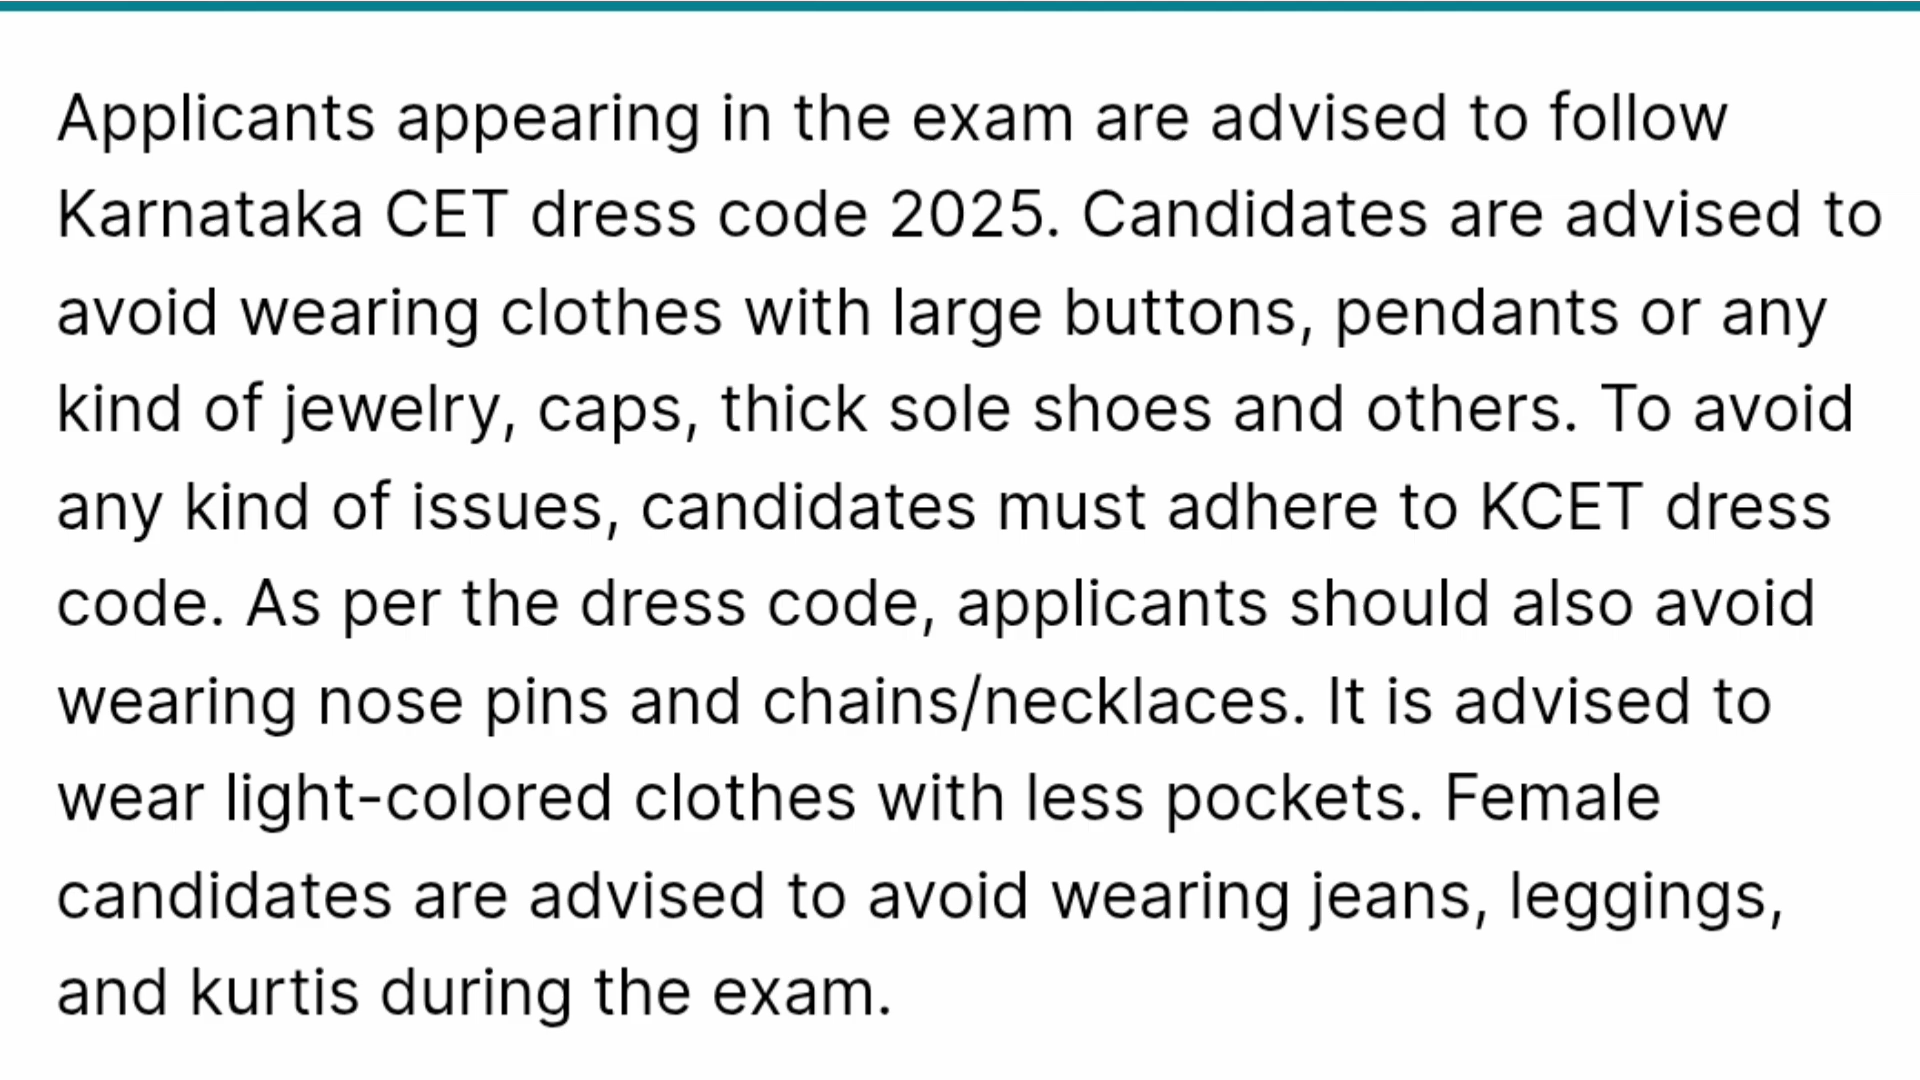 Applicants appearing in the exam are advised to follow
Karnataka CET dress code 2025. Candidates are advised to
avoid wearing clothes with large buttons, pendants or any
kind of jewelry, caps, thick sole shoes and others. To avoid
any kind of issues, candidates must adhere to KCET dress
code. As per the dress code, applicants should also avoid
wearing nose pins and chains/necklaces. It is advised to
wear light-colored clothes with less pockets. Female
candidates are advised to avoid wearing jeans, leggings,
and kurtis during the exam.